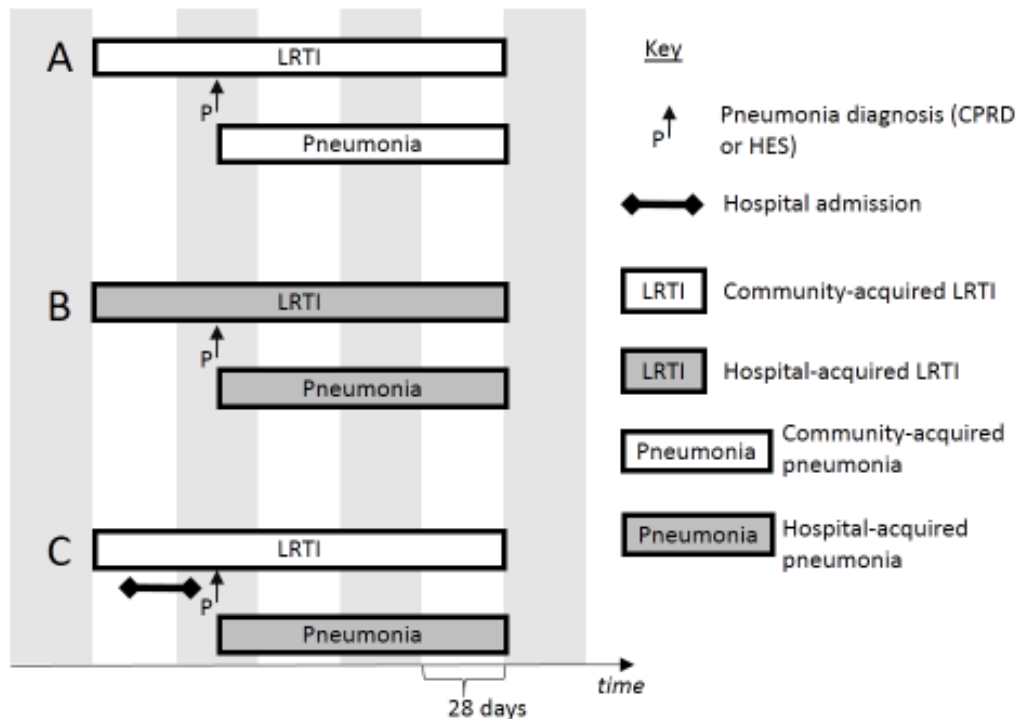 A
LRTI
P
Pneumonia
B
LRTI
P
Pneumonia
C
LRTI
P
Pneumonia
time
28 days
Key
P
Pneumonia diagnosis (CPRD
or HES)
Hospital admission
LRTI
Community-acquired LRTI
LRTI
Hospital-acquired LRTI
Pneumonia
Community-acquired
pneumonia
Pneumonia
Hospital-acquired
pneumonia